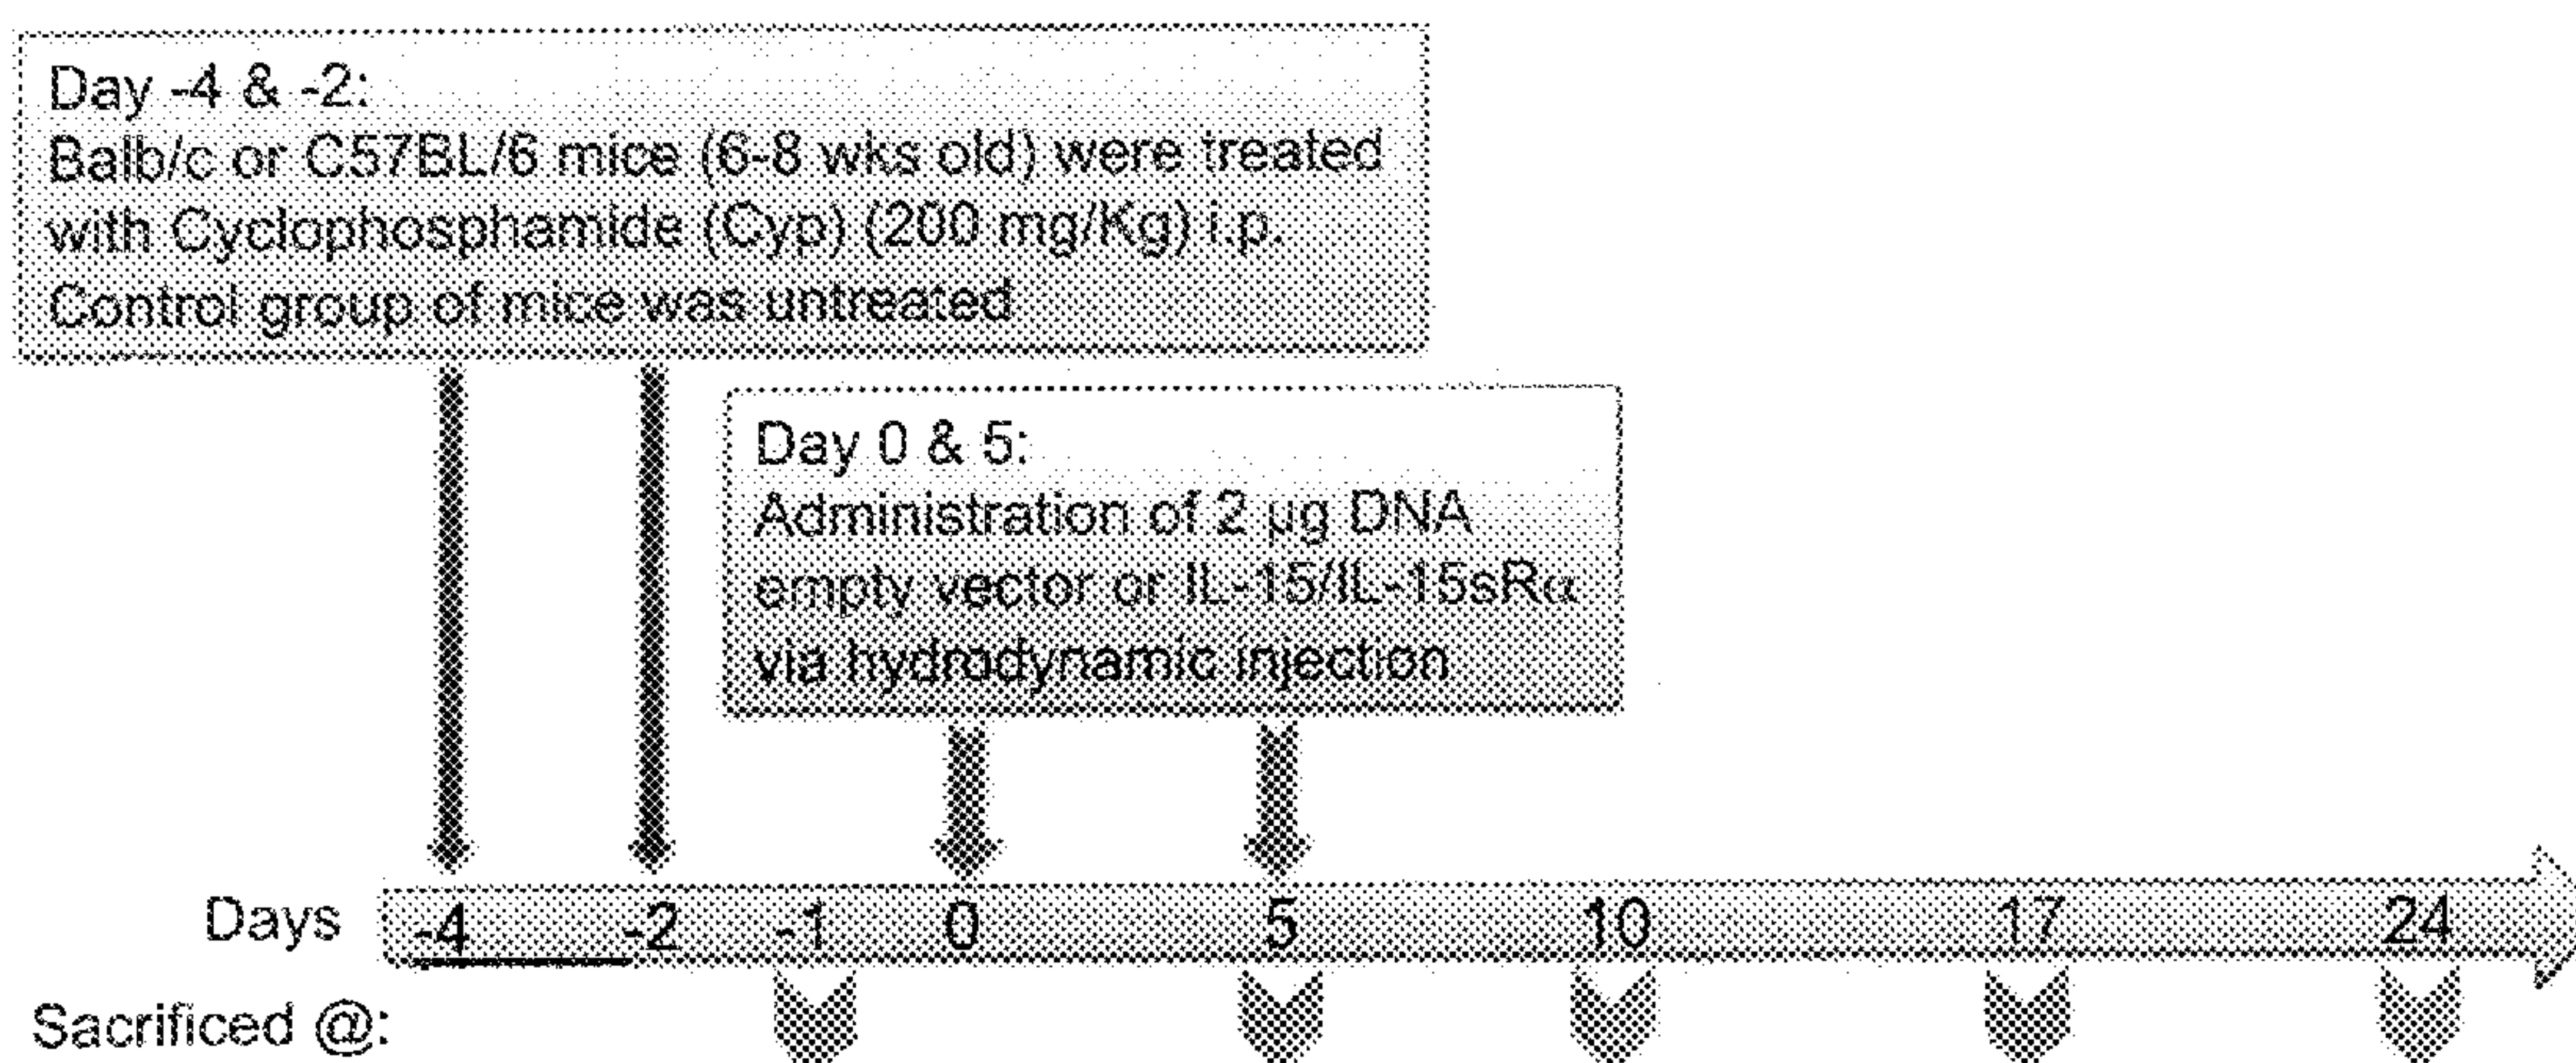 Day -4 & -2:
Balb/c or C57BL/6 mice (6-8 wks old) were treated
with Cyclophosphamide (Cyp) (200 mg/Kg) i.p.
Control group of mice was untreated
Day 0 & 5:
Administration of 2 µg DNA
empty vector or IL-15/IL-15sRα
via hydrodynamic injection
Days -4 -2 -1 0 5 10 17 24
Sacrificed @: